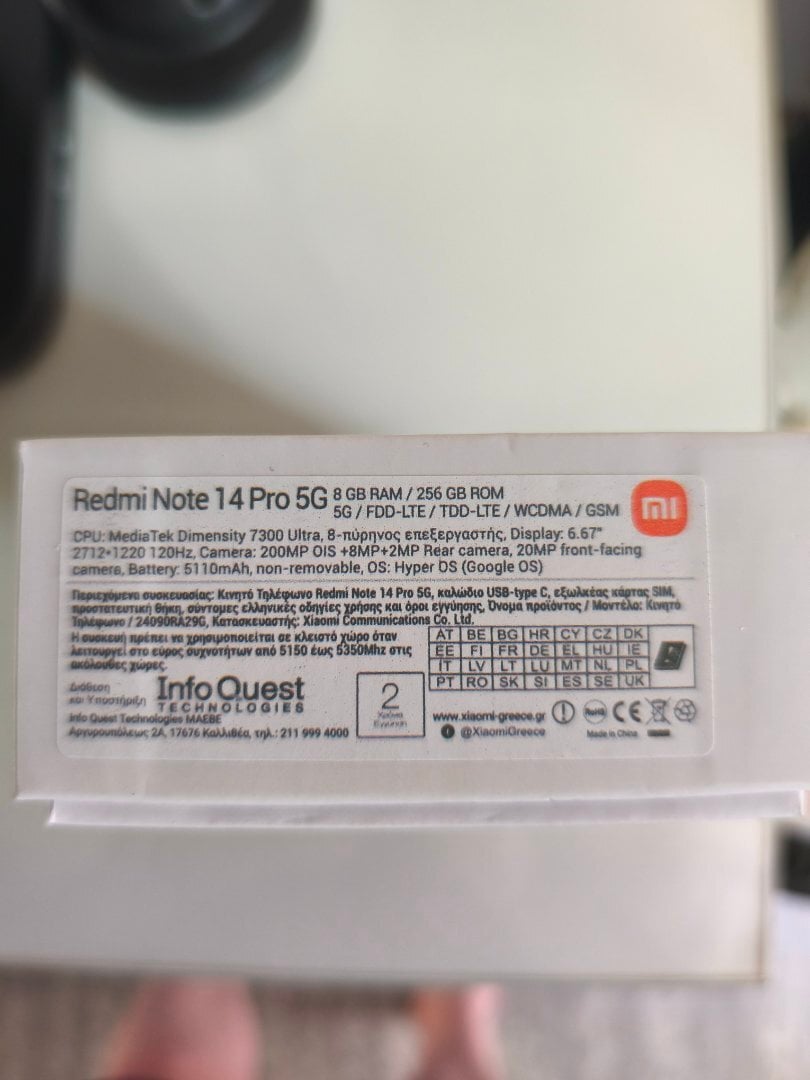 Redmi Note 14 Pro 5G 8 GB RAM / 256 GB ROM
5G / FDD-LTE / TDD-LTE / WCDMA / GSM
mi
CPU: MediaTek Dimensity 7300 Ultra, 8-πύρηνος επεξεργαστής, Display: 6.67"
2712*1220 120Hz, Camera: 200MP OIS +8MP+2MP Rear camera, 20MP front-facing
camera, Battery: 5110mAh, non-removable, OS: Hyper OS (Google OS)
Περιεχόμενα συσκευασίας: Κινητό Τηλέφωνο Redmi Note 14 Pro 5G, καλώδιο USB-type C, εξωλκέας κάρτας SIM,
προστατευτική θήκη, σύντομες ελληνικές οδηγίες χρήσης και όροι εγγύησης, Όνομα προϊόντος / Μοντέλο: Κινητό
Τηλέφωνο / 24090RA29G, Κατασκευαστής: Xiaomi Communications Co. Ltd.
Η συσκευή πρέπει να χρησιμοποιείται σε κλειστό χώρο όταν
λειτουργεί στο εύρος συχνοτήτων από 5150 έως 5350Mhz στις
ακόλουθες χώρες.
AT BE BG HR CY CZ DK
EE FI FR DE EL HU IE
IT LV LT LU MT NL PL
PT RO SK SI ES SE UK
Διάθεση
και Υποστήριξη
Info Quest
TECHNOLOGIES
Info Quest Technologies ΜΑΕΒΕ
Αργυρουπόλεως 2Α, 17676 Καλλιθέα, τηλ.: 211 999 4000
2
Χρόνια
Εγγύηση
www.xiaomi-greece.gr
@XiaomiGreece
RoHS
CE
Made in China